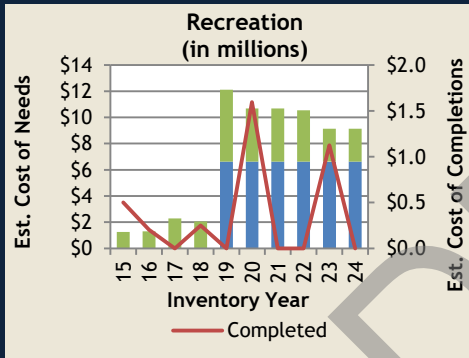 Recreation
(in millions)
Est. Cost of Needs
$14
$12
$10
$8
$6
$4
$2
$0
$2.0
$1.5
$1.0
$0.5
$0.0
Est. Cost of Completions
15 16 17 18 19 20 21 22 23 24
Inventory Year
Completed